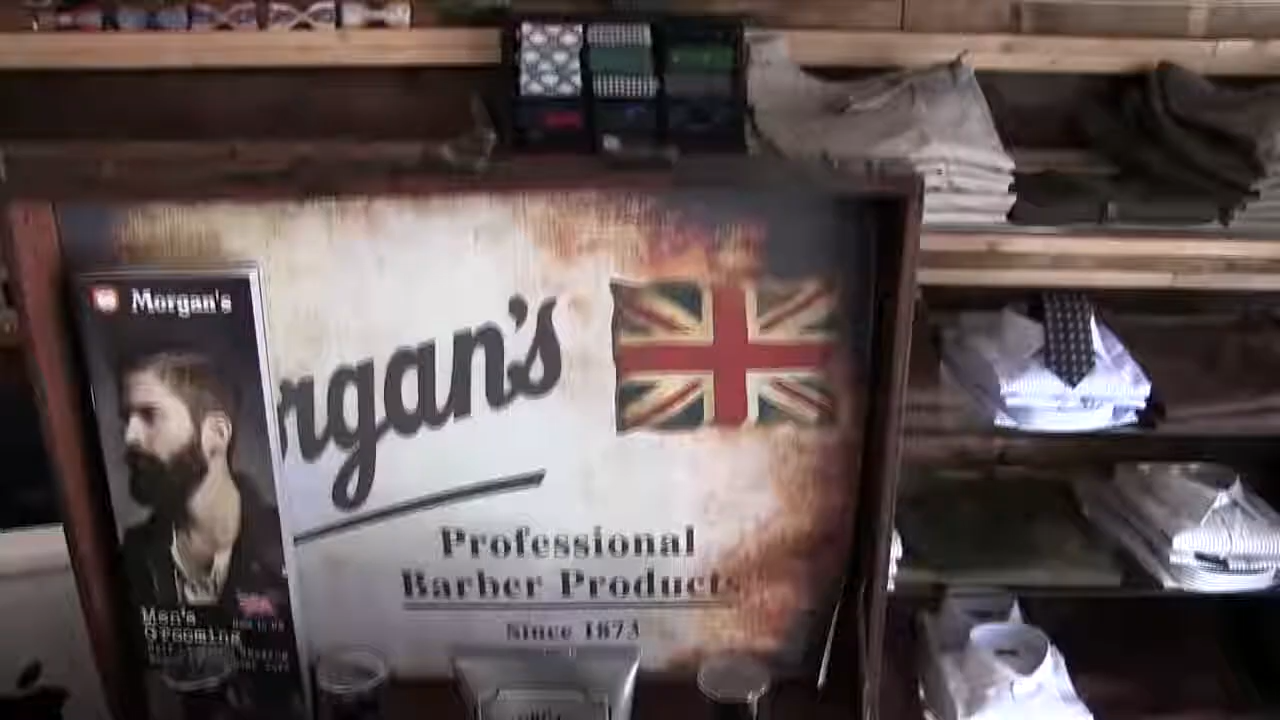 Morgan's
rgan's
Professional
Barber Products
Since 1873
Men's
Grooming